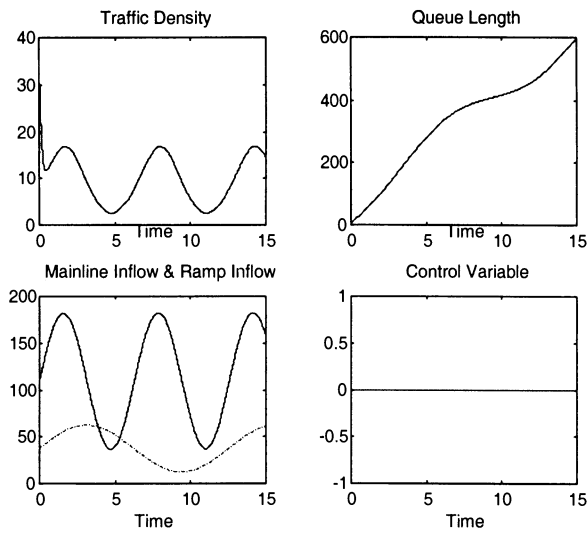 Traffic Density
40
30
20
10
0
0 5 10 15
Time
Queue Length
600
400
200
0
0 5 10 15
Time
Mainline Inflow & Ramp Inflow
200
150
100
50
0
0 5 10 15
Time
Control Variable
1
0.5
0
-0.5
-1
0 5 10 15
Time